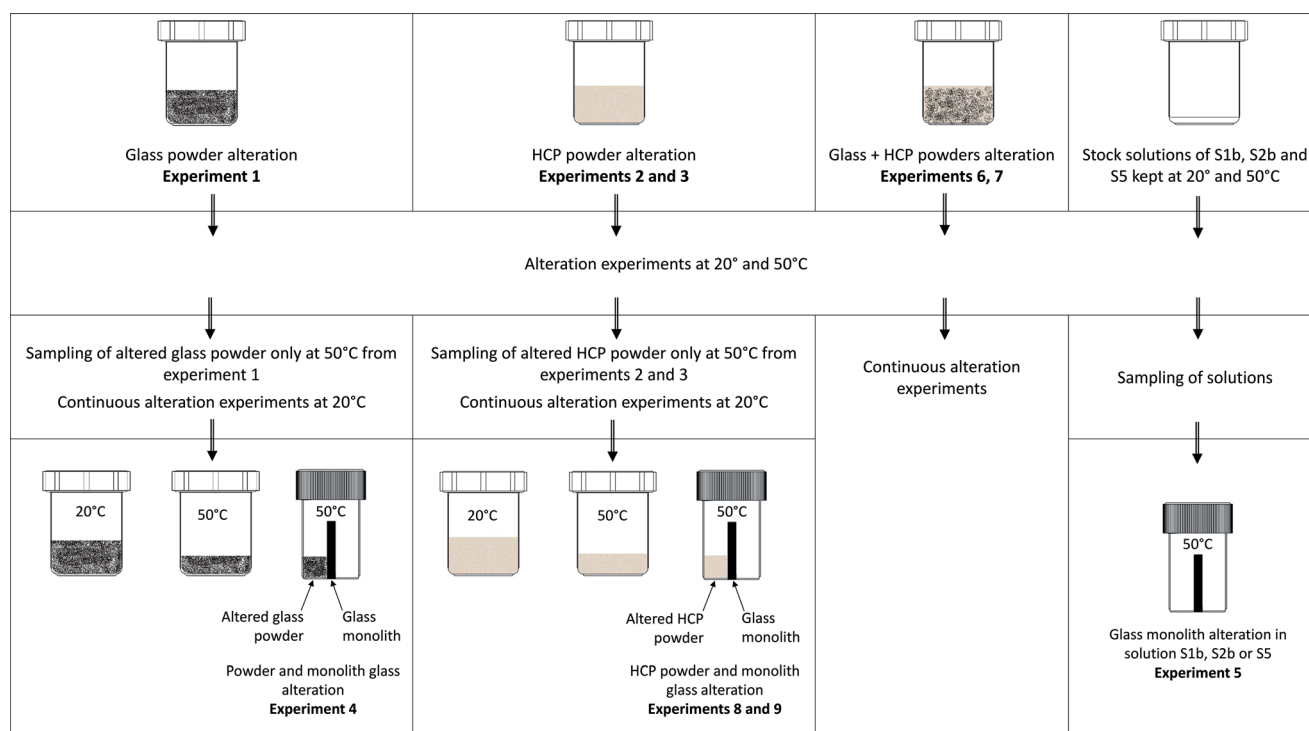 Glass powder alteration
Experiment 1
HCP powder alteration
Experiments 2 and 3
Glass + HCP powders alteration
Experiments 6, 7
Stock solutions of S1b, S2b and
S5 kept at 20° and 50°C
Alteration experiments at 20° and 50°C
Sampling of altered glass powder only at 50°C from
experiment 1
Continuous alteration experiments at 20°C
Sampling of altered HCP powder only at 50°C from
experiments 2 and 3
Continuous alteration experiments at 20°C
Continuous alteration
experiments
Sampling of solutions
20°C
50°C
50°C
Altered glass
powder
Glass
monolith
Powder and monolith glass
alteration
Experiment 4
20°C
50°C
50°C
Altered HCP
powder
Glass
monolith
HCP powder and monolith
glass alteration
Experiments 8 and 9
50°C
Glass monolith alteration in
solution S1b, S2b or S5
Experiment 5